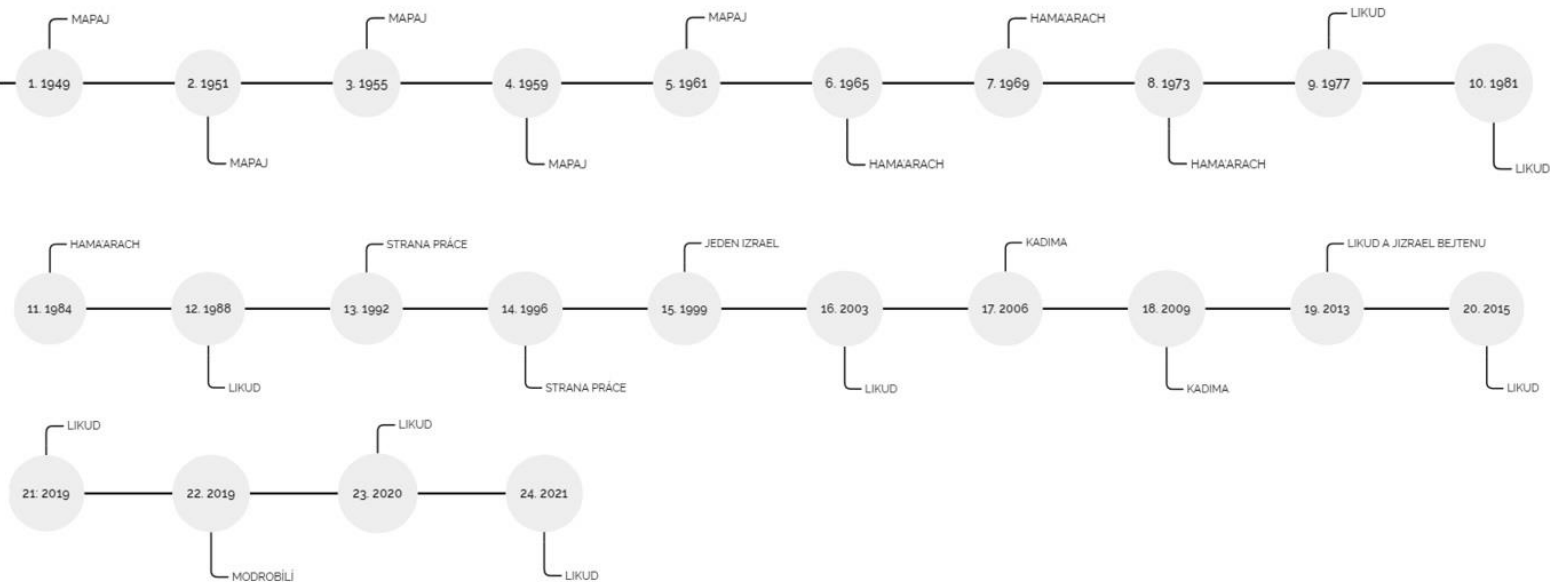 MAPAJ
MAPAJ
MAPAJ
HAMA'ARACH
LIKUD
1. 1949
2. 1951
3. 1955
4. 1959
5. 1961
6. 1965
7. 1969
8. 1973
9. 1977
10. 1981
MAPAJ
MAPAJ
HAMA'ARACH
HAMA'ARACH
LIKUD
HAMA'ARACH
STRANA PRÁCE
JEDEN IZRAEL
KADIMA
LIKUD A JIZRAEL BEJTENU
11. 1984
12. 1988
13. 1992
14. 1996
15. 1999
16. 2003
17. 2006
18. 2009
19. 2013
20. 2015
LIKUD
STRANA PRÁCE
LIKUD
KADIMA
LIKUD
LIKUD
LIKUD
21: 2019
22. 2019
23. 2020
24. 2021
MODROBÍLÍ
LIKUD